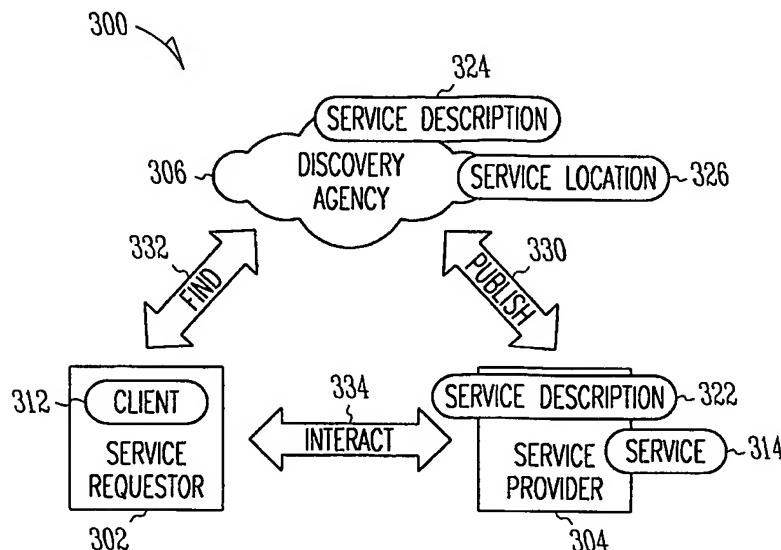 300
324
SERVICE DESCRIPTION
306
DISCOVERY
AGENCY
SERVICE LOCATION
326
332
FIND
330
PUBLISH
312
CLIENT
SERVICE
REQUESTOR
302
334
INTERACT
SERVICE DESCRIPTION
322
SERVICE
314
SERVICE
PROVIDER
304